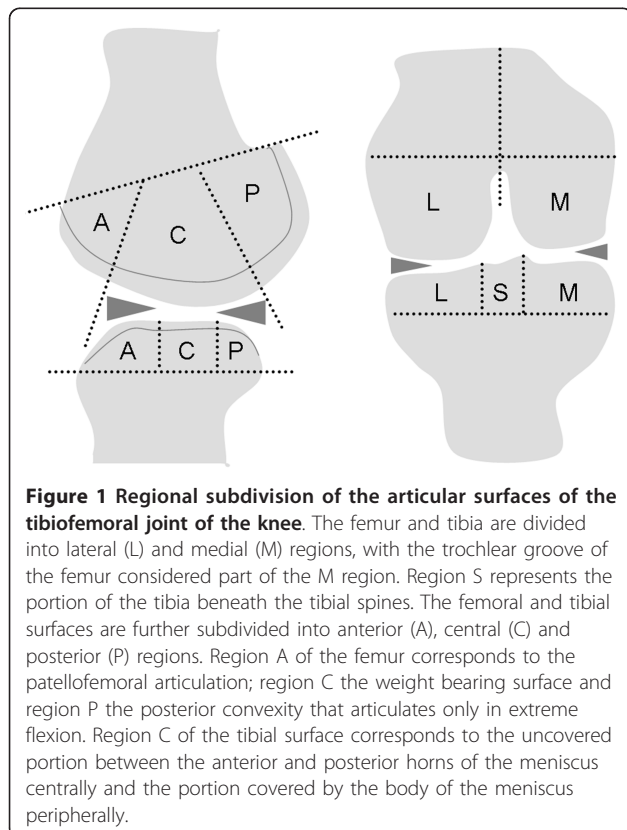 A C P
A C P
L M
L S M
Figure 1 Regional subdivision of the articular surfaces of the
tibiofemoral joint of the knee. The femur and tibia are divided
into lateral (L) and medial (M) regions, with the trochlear groove of
the femur considered part of the M region. Region S represents the
portion of the tibia beneath the tibial spines. The femoral and tibial
surfaces are further subdivided into anterior (A), central (C) and
posterior (P) regions. Region A of the femur corresponds to the
patellofemoral articulation; region C the weight bearing surface and
region P the posterior convexity that articulates only in extreme
flexion. Region C of the tibial surface corresponds to the uncovered
portion between the anterior and posterior horns of the meniscus
centrally and the portion covered by the body of the meniscus
peripherally.